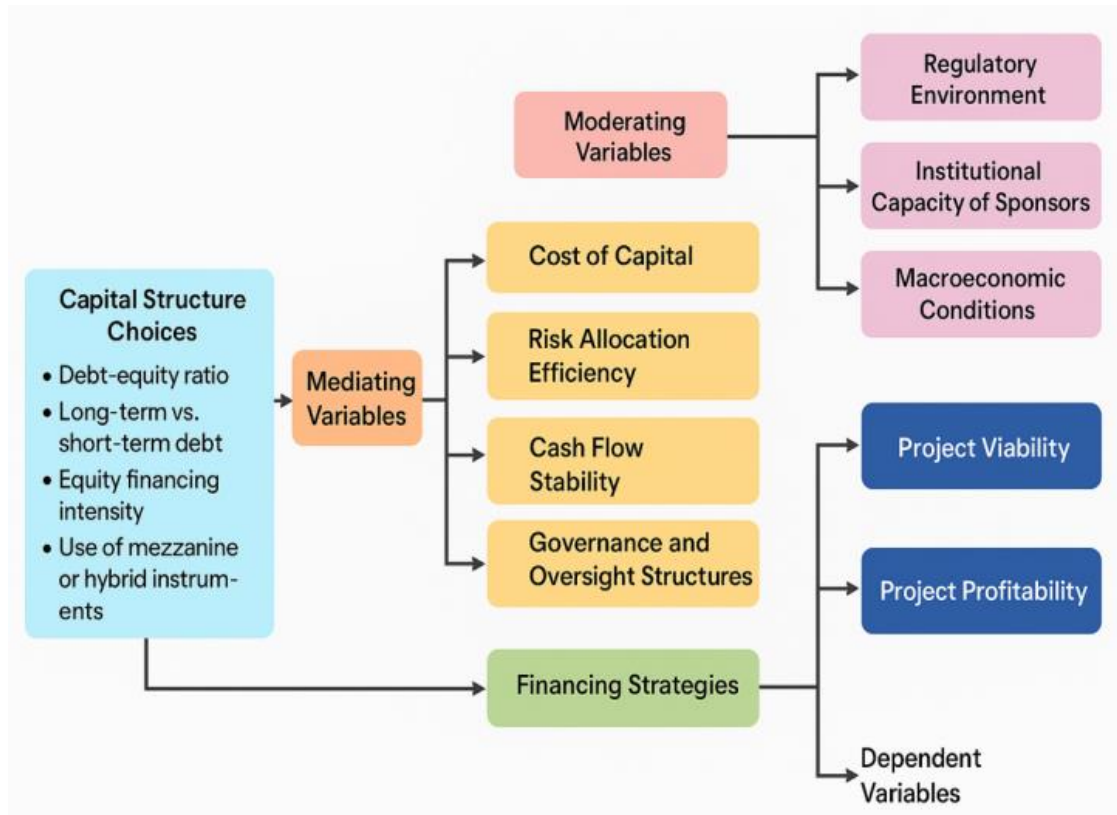 Capital Structure
Choices
• Debt-equity ratio
• Long-term vs.
short-term debt
• Equity financing
intensity
• Use of mezzanine
or hybrid instrum-
ents
Mediating
Variables
Moderating
Variables
Regulatory
Environment
Institutional
Capacity of Sponsors
Macroeconomic
Conditions
Cost of Capital
Risk Allocation
Efficiency
Cash Flow
Stability
Governance and
Oversight Structures
Financing Strategies
Project Viability
Project Profitability
Dependent
Variables